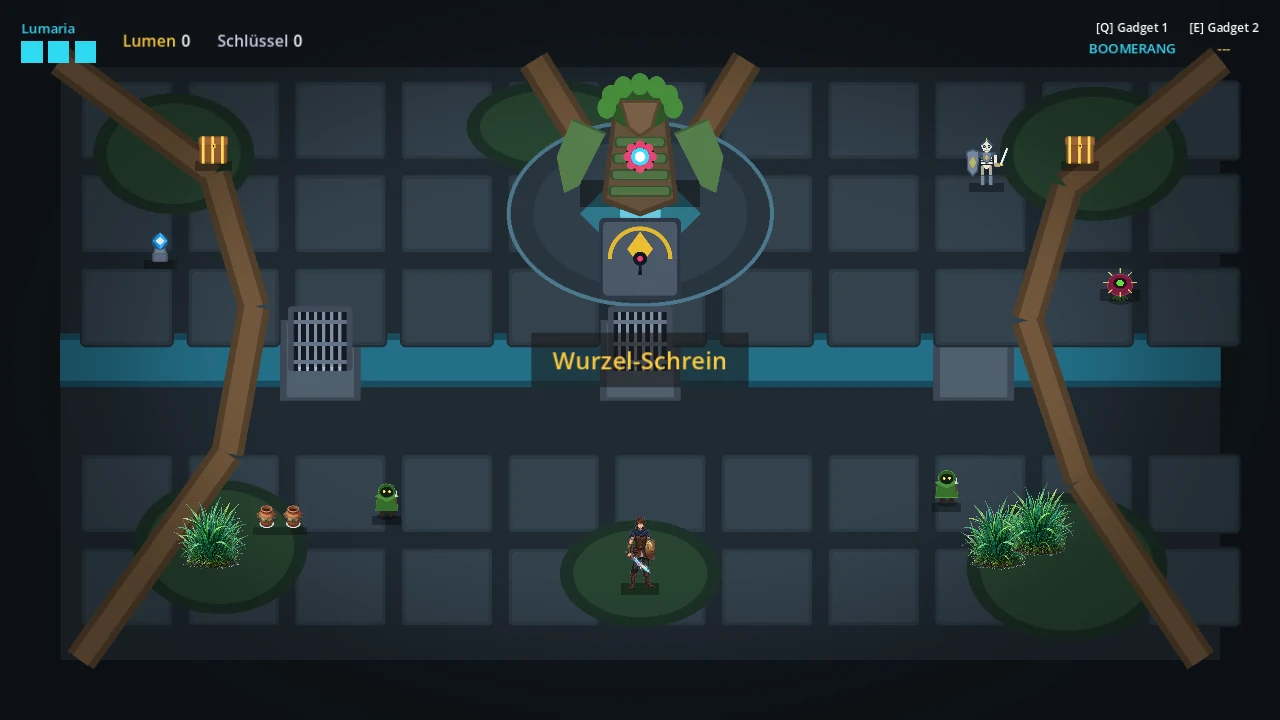 Lumaria
Lumen 0 Schlüssel 0
[Q] Gadget 1 [E] Gadget 2
BOOMERANG ---
Wurzel-Schrein